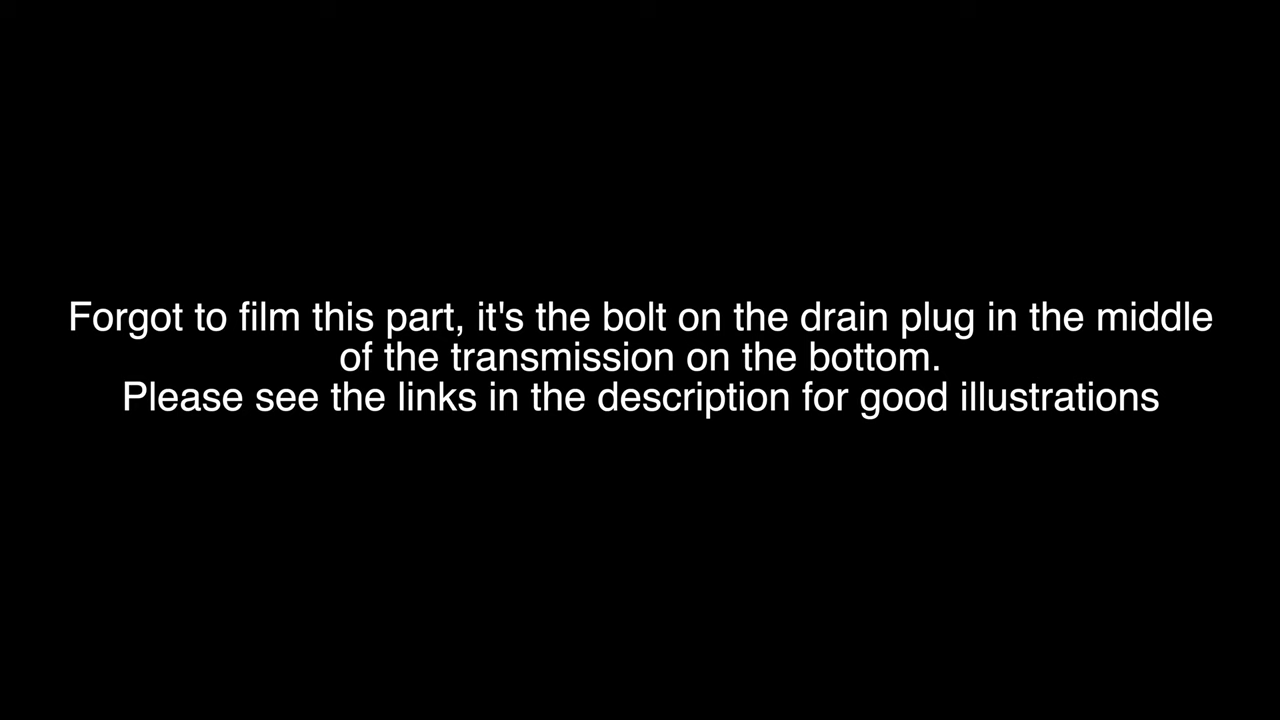 Forgot to film this part, it's the bolt on the drain plug in the middle
of the transmission on the bottom.
Please see the links in the description for good illustrations